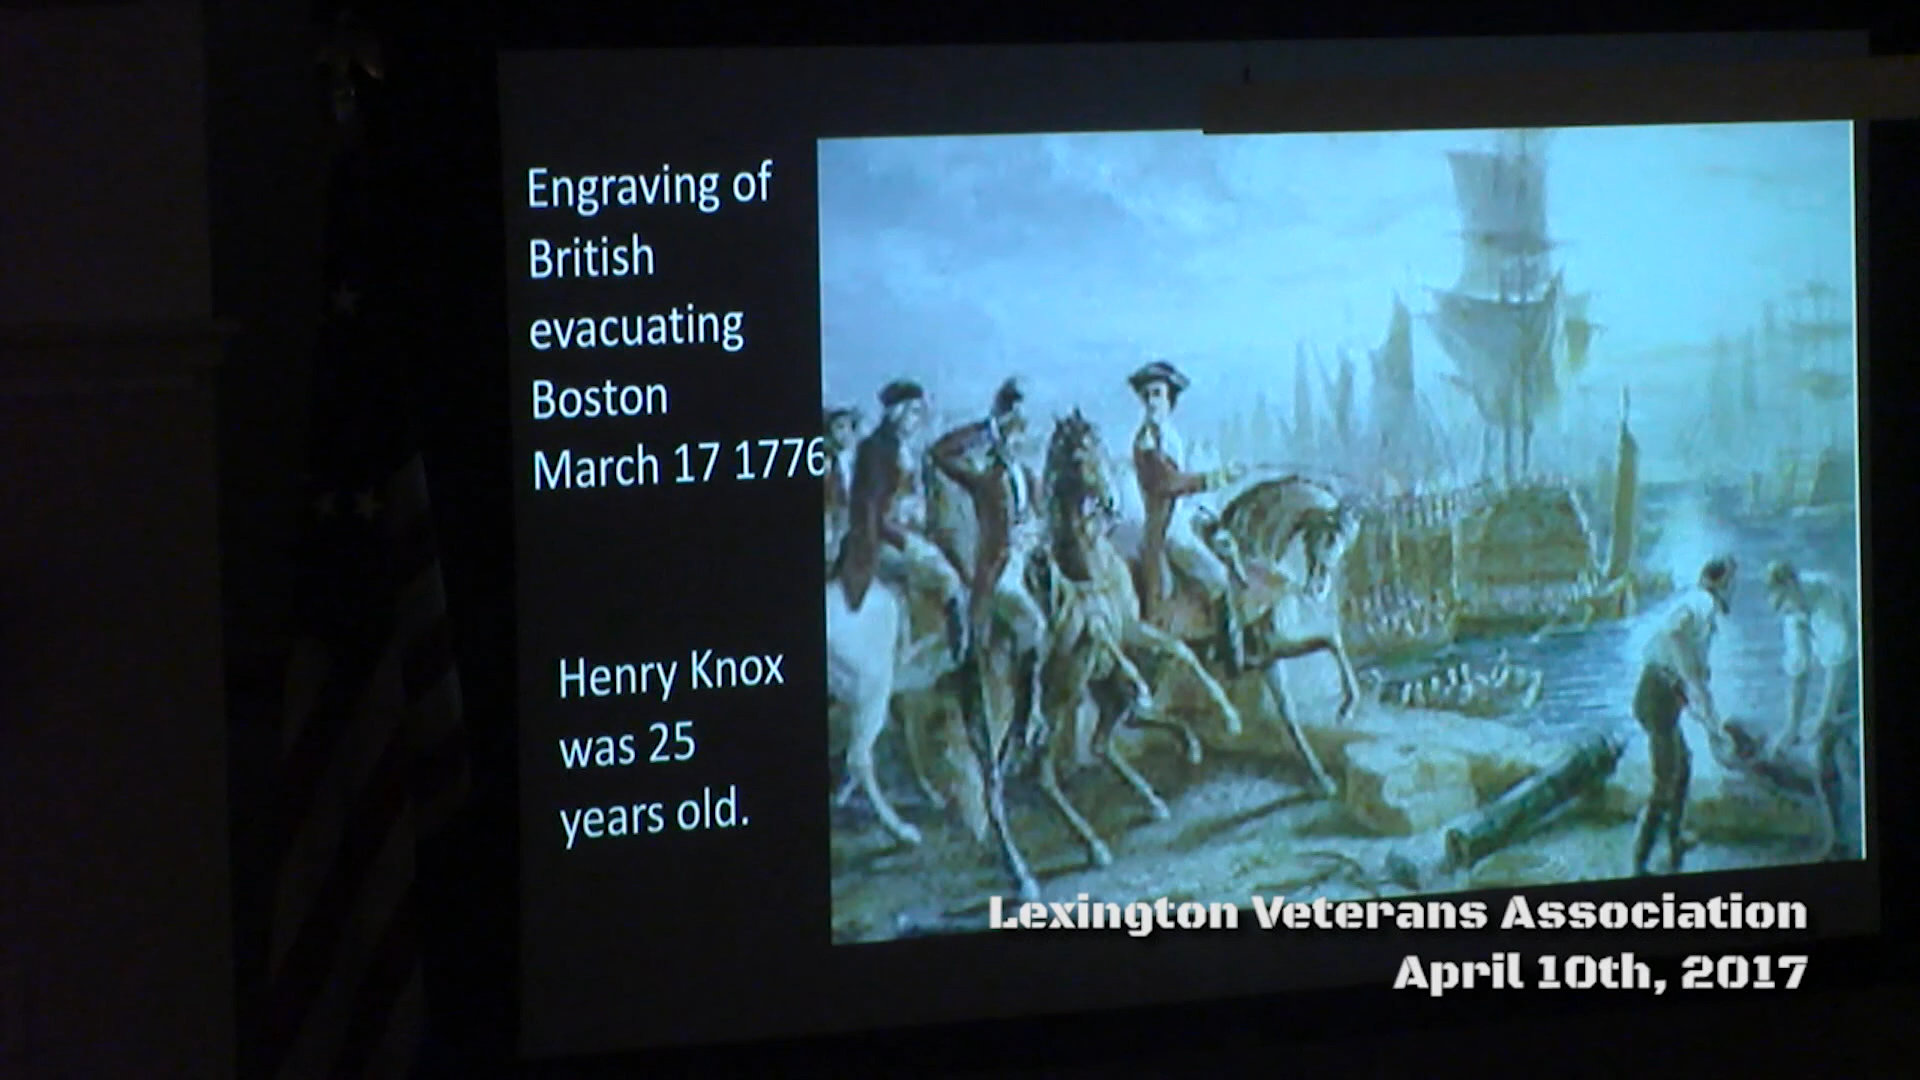 Engraving of
British
evacuating
Boston
March 17 1776
Henry Knox
was 25
years old.
Lexington Veterans Association
April 10th, 2017